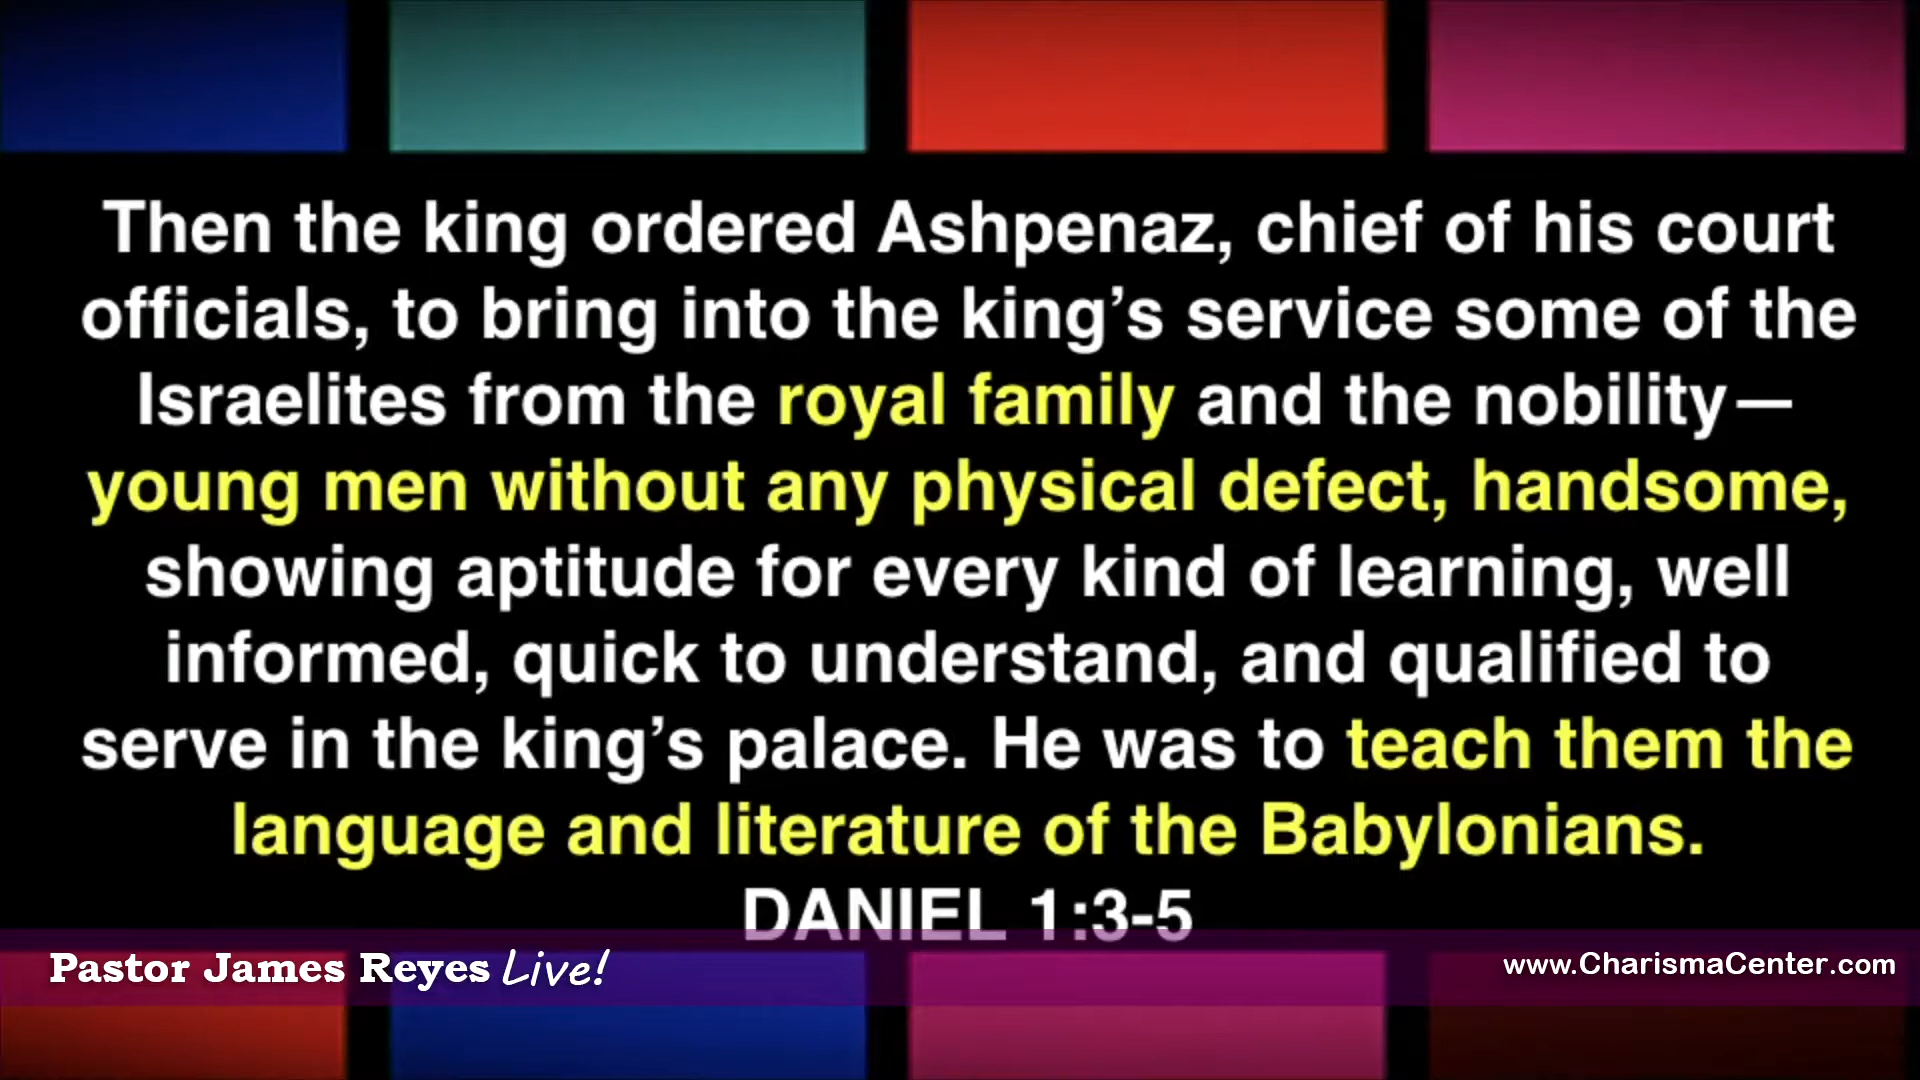 Then the king ordered Ashpenaz, chief of his court
officials, to bring into the king’s service some of the
Israelites from the royal family and the nobility—
young men without any physical defect, handsome,
showing aptitude for every kind of learning, well
informed, quick to understand, and qualified to
serve in the king’s palace. He was to teach them the
language and literature of the Babylonians.
DANIEL 1:3-5
Pastor James Reyes Live!
www.CharismaCenter.com